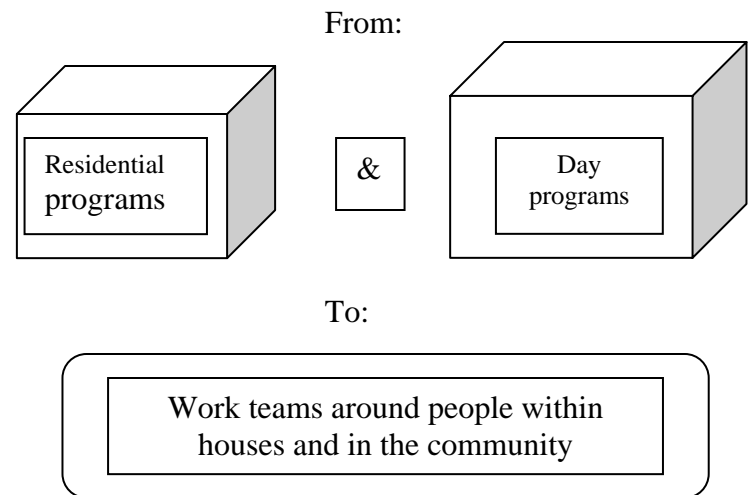 From:
Residential
programs
&
Day
programs
To:
Work teams around people within
houses and in the community